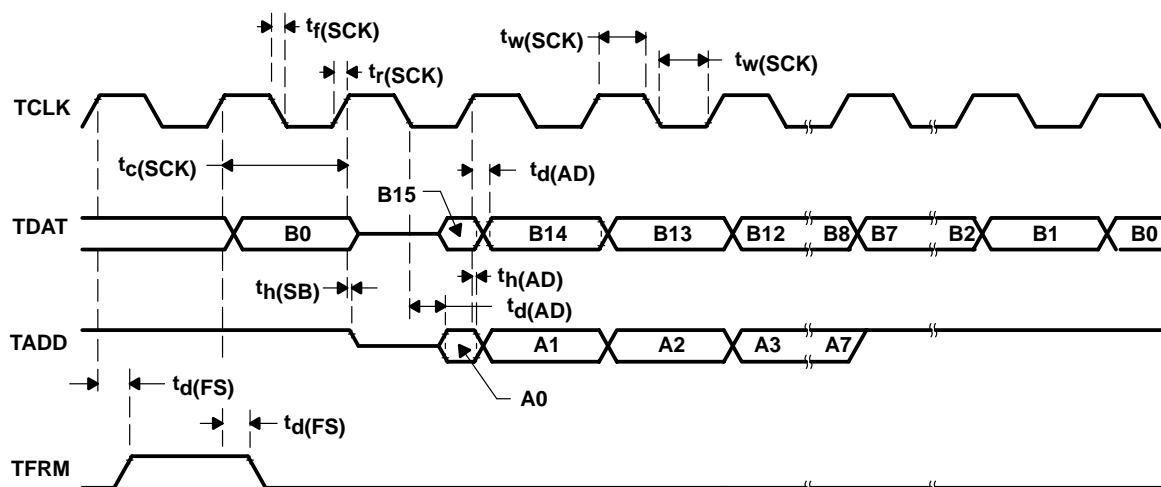 tf(SCK)
tw(SCK)
tw(SCK)
tr(SCK)
TCLK
tc(SCK)
td(AD)
B15
TDAT
B0
B14
B13
B12
B8
B7
B2
B1
B0
th(AD)
th(SB)
td(AD)
TADD
A1
A2
A3
A7
A0
td(FS)
td(FS)
TFRM